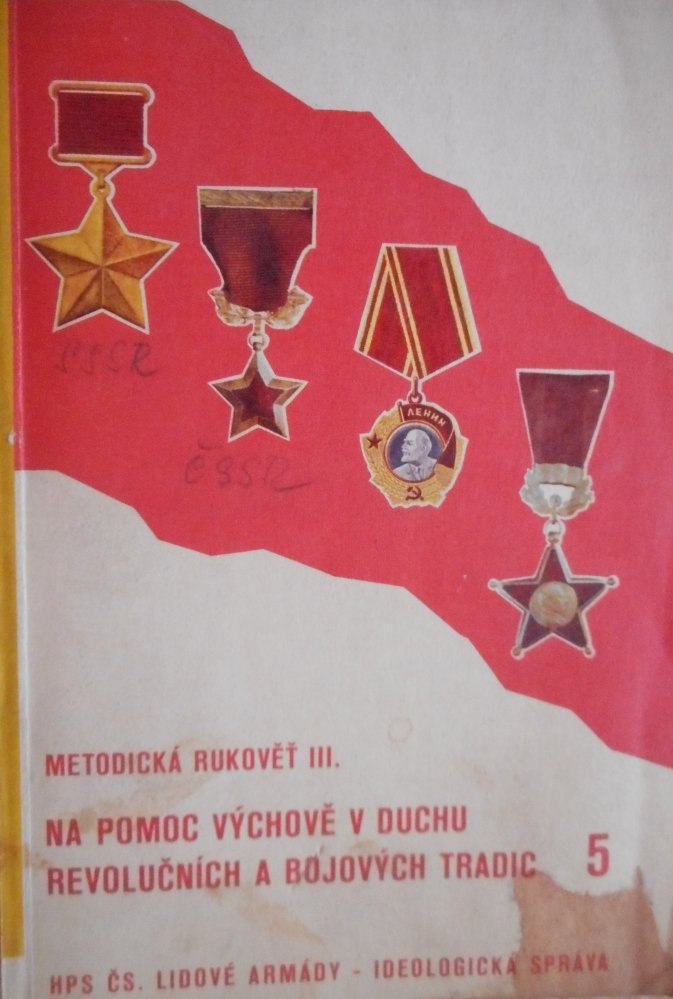 SSSR
ČSSR
ЛЕНИН
METODICKÁ RUKOVĚŤ III.
NA POMOC VÝCHOVĚ V DUCHU
REVOLUČNÍCH A BOJOVÝCH TRADIC 5
HPS ČS. LIDOVÉ ARMÁDY - IDEOLOGICKÁ SPRÁVA